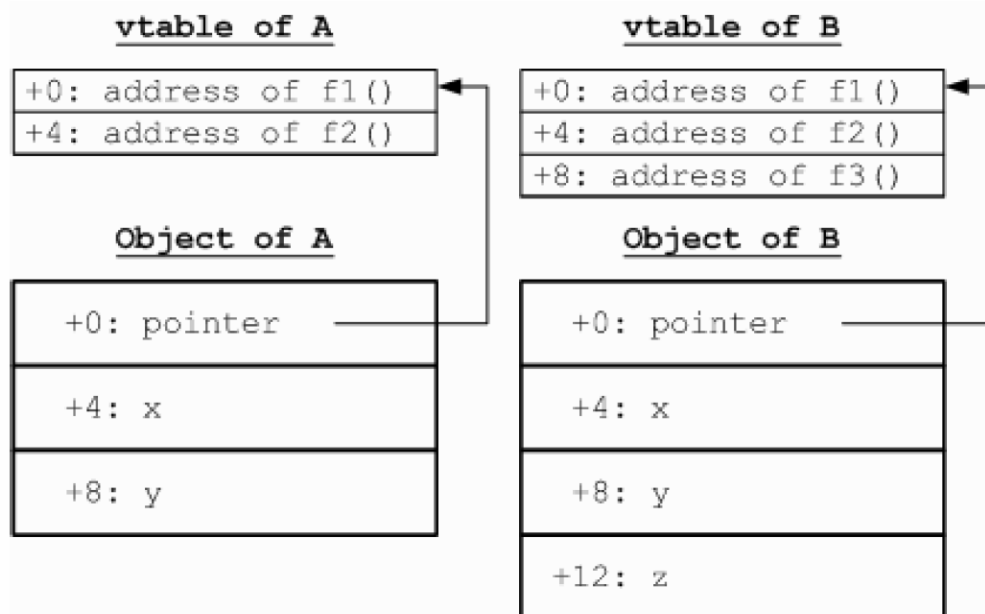 vtable of A
+0: address of f1()
+4: address of f2()
Object of A
+0: pointer
+4: x
+8: y
vtable of B
+0: address of f1()
+4: address of f2()
+8: address of f3()
Object of B
+0: pointer
+4: x
+8: y
+12: z